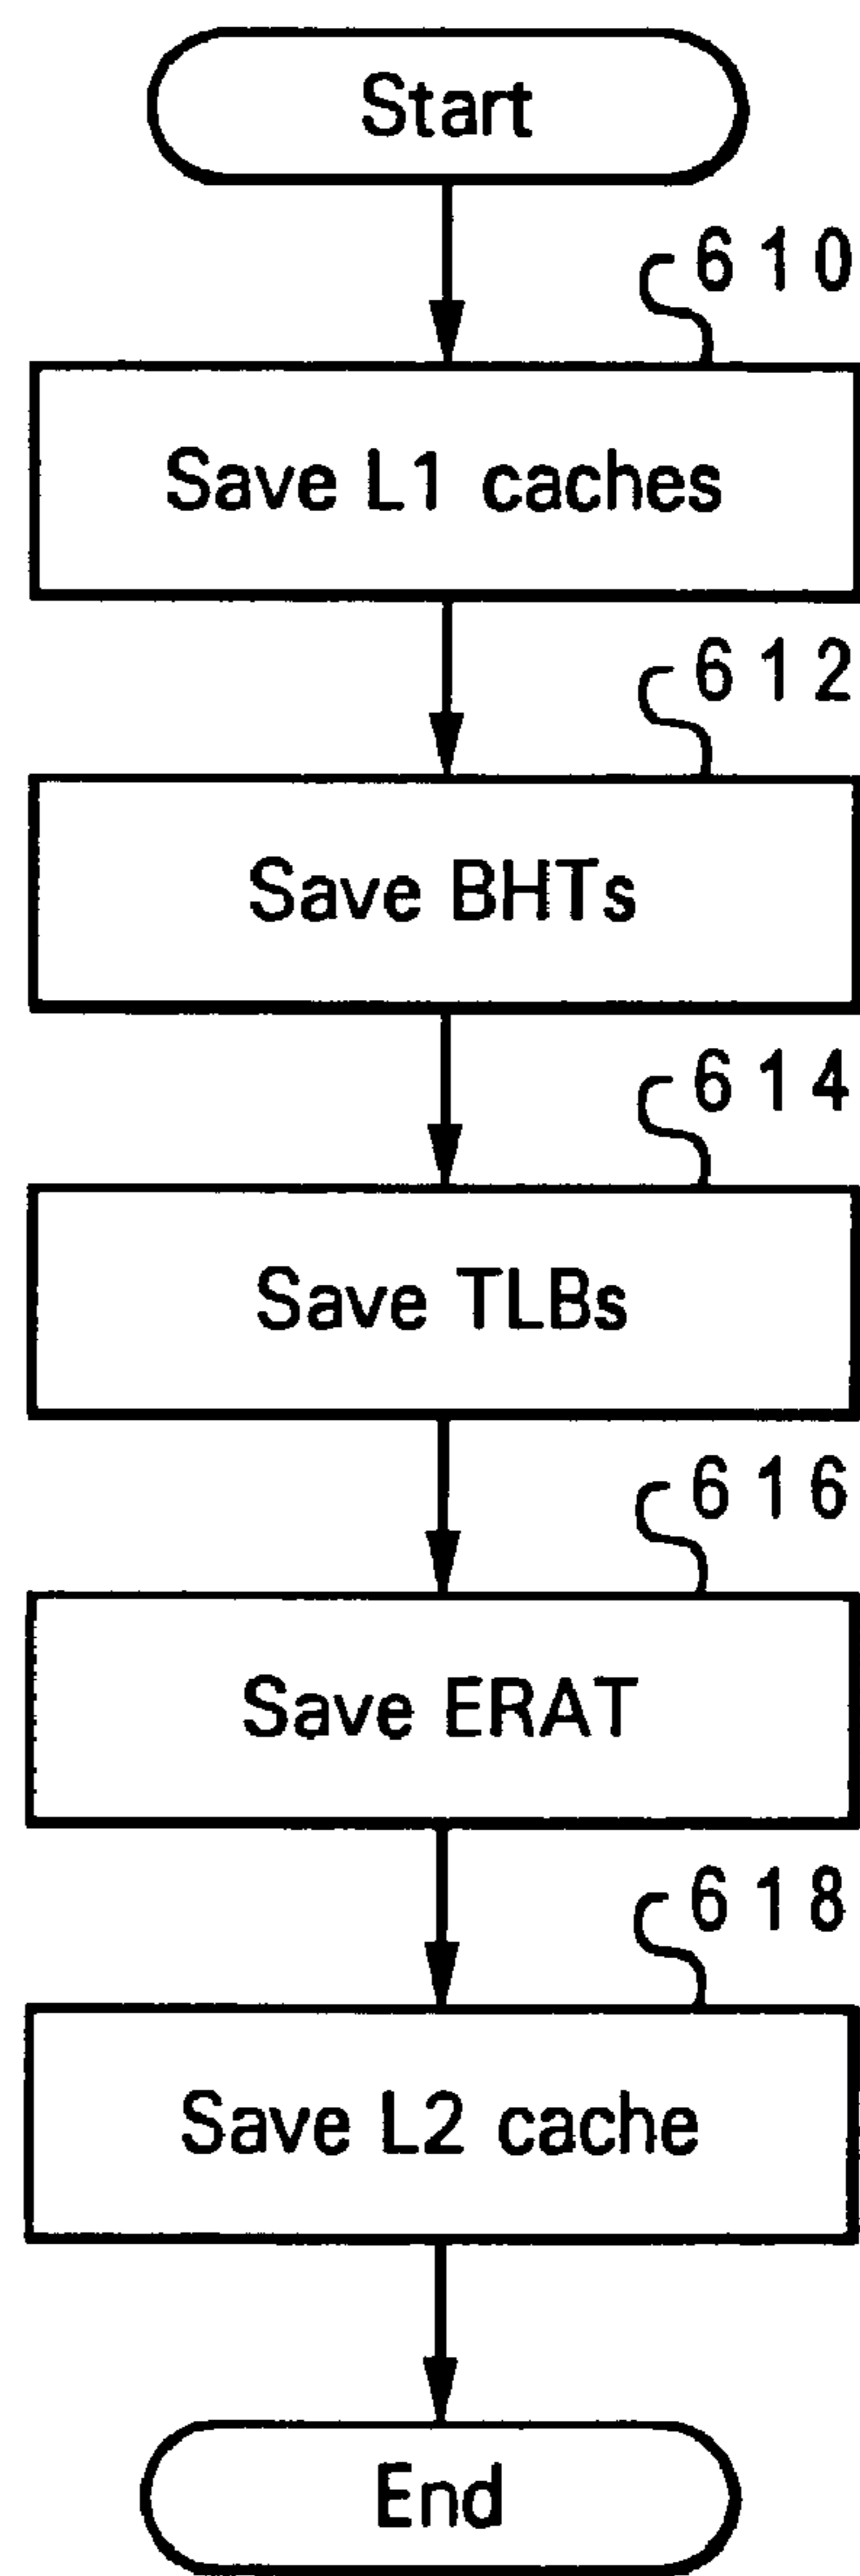 Start
610
Save L1 caches
612
Save BHTs
614
Save TLBs
616
Save ERAT
618
Save L2 cache
End